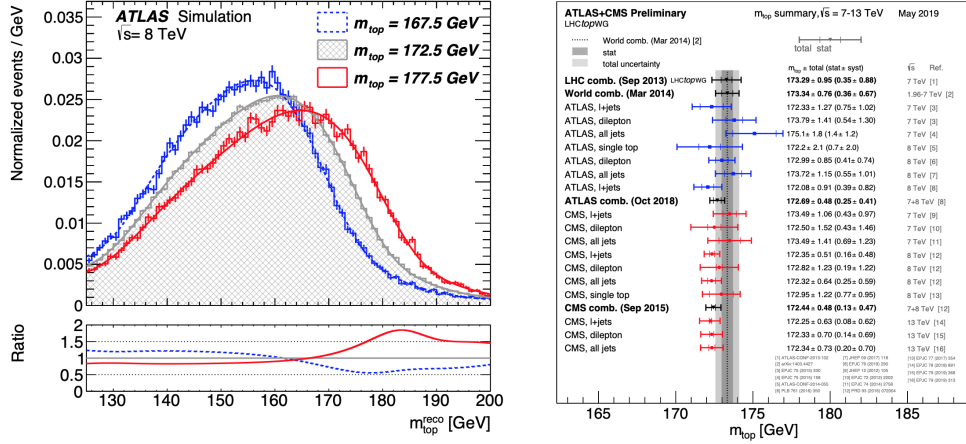 ATLAS Simulation
√s= 8 TeV
m_top = 167.5 GeV
m_top = 172.5 GeV
m_top = 177.5 GeV
Normalized events / GeV
0.035
0.03
0.025
0.02
0.015
0.01
0.005
0
Ratio
2
1.5
1
0.5
130 140 150 160 170 180 190 200
m_top^reco [GeV]
ATLAS+CMS Preliminary m_top summary,√s = 7-13 TeV May 2019
LHCtopWG
World comb. (Mar 2014) [2]
stat
total uncertainty
total stat
m_top ± total (stat± syst) √s Ref.
LHC comb. (Sep 2013) LHCtopWG 173.29 ± 0.95 (0.35 ± 0.88) 7 TeV [1]
World comb. (Mar 2014) 173.34 ± 0.76 (0.36 ± 0.67) 1.96-7 TeV [2]
ATLAS, l+jets 172.33 ± 1.27 (0.75 ± 1.02) 7 TeV [3]
ATLAS, dilepton 173.79 ± 1.41 (0.54 ± 1.30) 7 TeV [3]
ATLAS, all jets 175.1± 1.8 (1.4± 1.2) 7 TeV [4]
ATLAS, single top 172.2± 2.1 (0.7± 2.0) 8 TeV [5]
ATLAS, dilepton 172.99 ± 0.85 (0.41± 0.74) 8 TeV [6]
ATLAS, all jets 173.72 ± 1.15 (0.55 ± 1.01) 8 TeV [7]
ATLAS, l+jets 172.08 ± 0.91 (0.39 ± 0.82) 8 TeV [8]
ATLAS comb. (Oct 2018) 172.69 ± 0.48 (0.25 ± 0.41) 7+8 TeV [8]
CMS, l+jets 173.49 ± 1.06 (0.43 ± 0.97) 7 TeV [9]
CMS, dilepton 172.50 ± 1.52 (0.43 ± 1.46) 7 TeV [10]
CMS, all jets 173.49 ± 1.41 (0.69 ± 1.23) 7 TeV [11]
CMS, l+jets 172.35 ± 0.51 (0.16 ± 0.48) 8 TeV [12]
CMS, dilepton 172.82 ± 1.23 (0.19 ± 1.22) 8 TeV [12]
CMS, all jets 172.32 ± 0.64 (0.25 ± 0.59) 8 TeV [12]
CMS, single top 172.95 ± 1.22 (0.77 ± 0.95) 8 TeV [13]
CMS comb. (Sep 2015) 172.44 ± 0.48 (0.13 ± 0.47) 7+8 TeV [12]
CMS, l+jets 172.25 ± 0.63 (0.08 ± 0.62) 13 TeV [14]
CMS, dilepton 172.33 ± 0.70 (0.14 ± 0.69) 13 TeV [15]
CMS, all jets 172.34 ± 0.73 (0.20 ± 0.70) 13 TeV [16]
165 170 175 180 185
m_top [GeV]